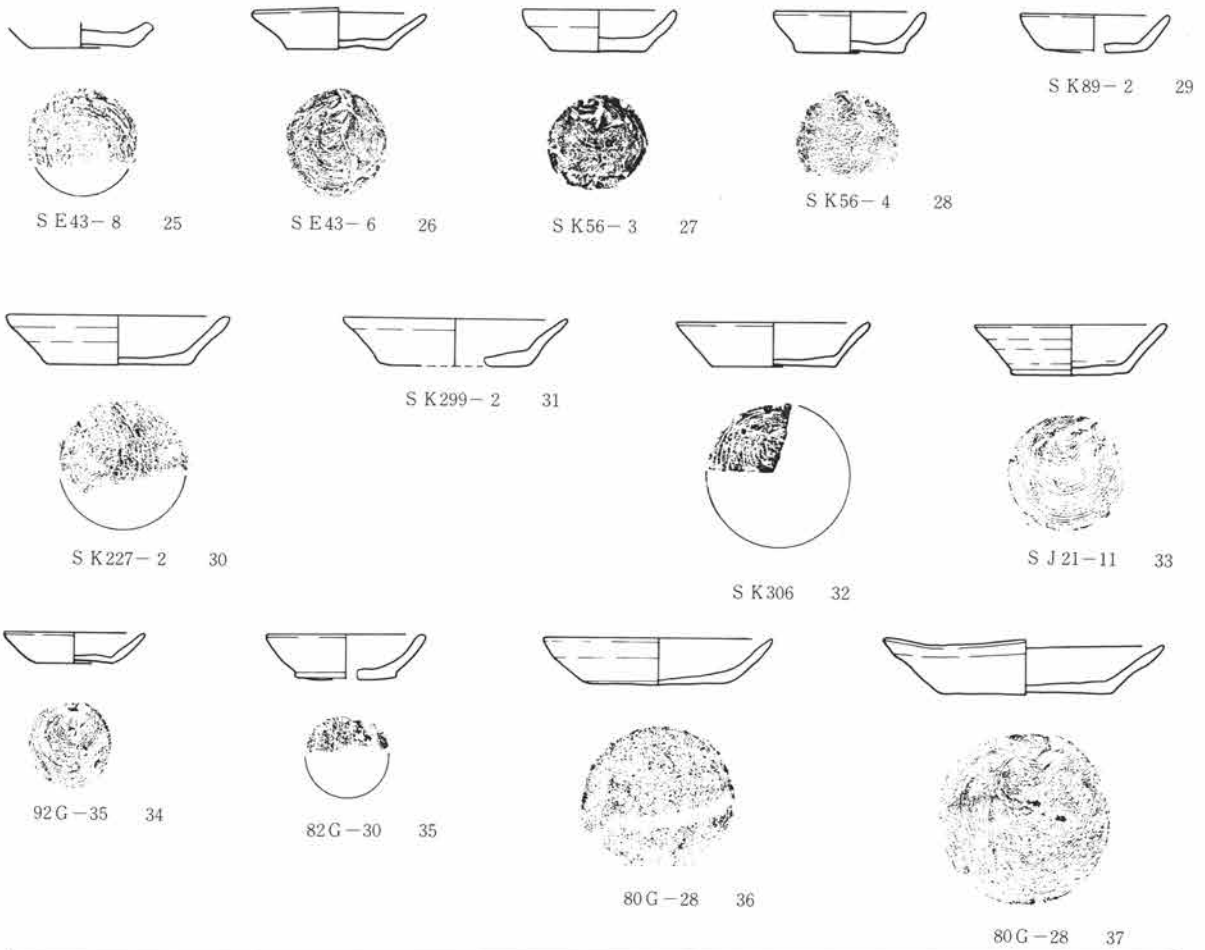 S E43−8 25
S E43−6 26
S K56−3 27
S K56−4 28
S K89−2 29
S K227−2 30
S K299−2 31
S K306 32
S J21−11 33
92G−35 34
82G−30 35
80G−28 36
80G−28 37